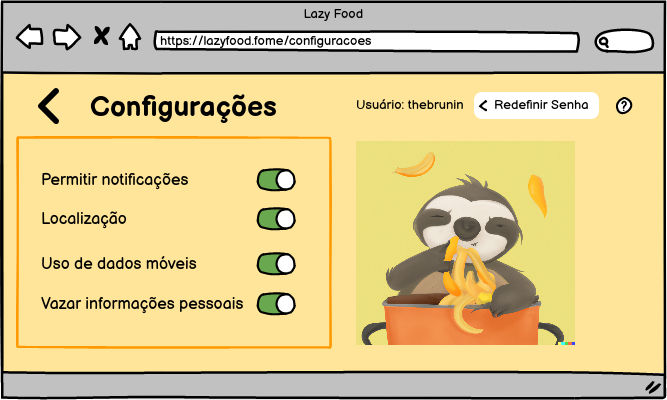 Lazy Food
https://lazyfood.fome/configuracoes
Configurações
Usuário: thebrunin
Redefinir Senha
?
Permitir notificações
Localização
Uso de dados móveis
Vazar informações pessoais